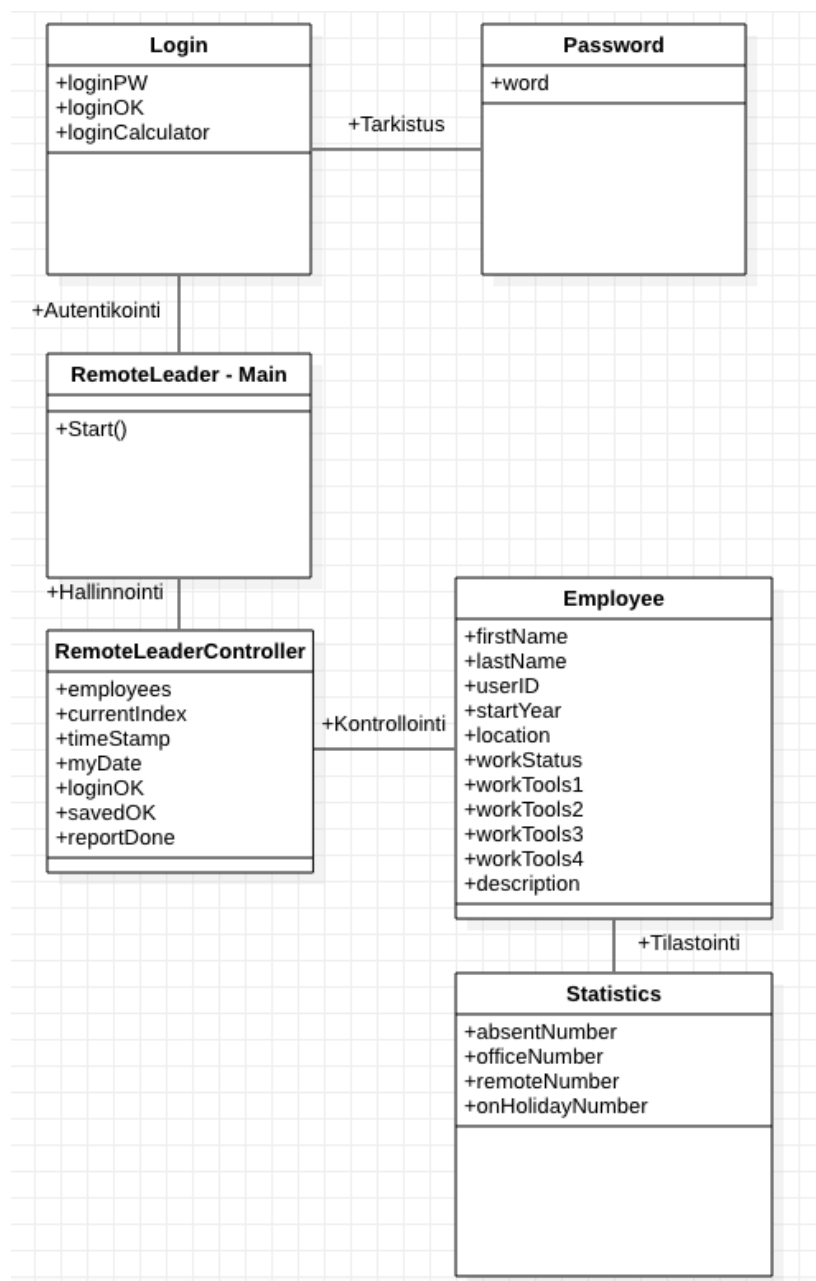 Login
+loginPW
+loginOK
+loginCalculator
+Tarkistus
Password
+word
+Autentikointi
RemoteLeader - Main
+Start()
+Hallinnointi
RemoteLeaderController
+employees
+currentIndex
+timeStamp
+myDate
+loginOK
+savedOK
+reportDone
+Kontrollointi
Employee
+firstName
+lastName
+userID
+startYear
+location
+workStatus
+workTools1
+workTools2
+workTools3
+workTools4
+description
+Tilastointi
Statistics
+absentNumber
+officeNumber
+remoteNumber
+onHolidayNumber